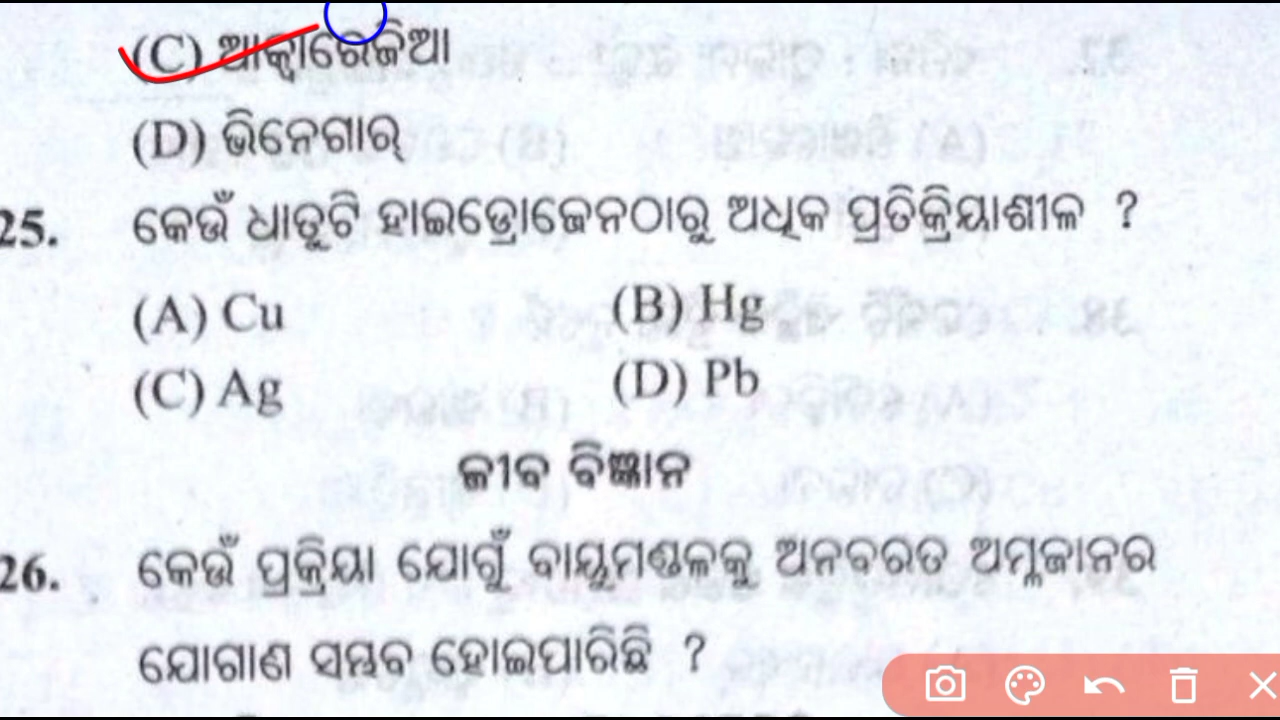 (C) ଆକ୍ୱାରେଜିଆ
(D) ଭିନେଗାର୍
25. କେଉଁ ଧାତୁଟି ହାଇଡ୍ରୋଜେନଠାରୁ ଅଧିକ ପ୍ରତିକ୍ରିୟାଶୀଳ ?
(A) Cu (B) Hg
(C) Ag (D) Pb
ଜୀବ ବିଜ୍ଞାନ
26. କେଉଁ ପ୍ରକ୍ରିୟା ଯୋଗୁଁ ବାୟୁମଣ୍ଡଳକୁ ଅନବରତ ଅମ୍ଳଜାନର
ଯୋଗାଣ ସମ୍ଭବ ହୋଇପାରିଛି ?